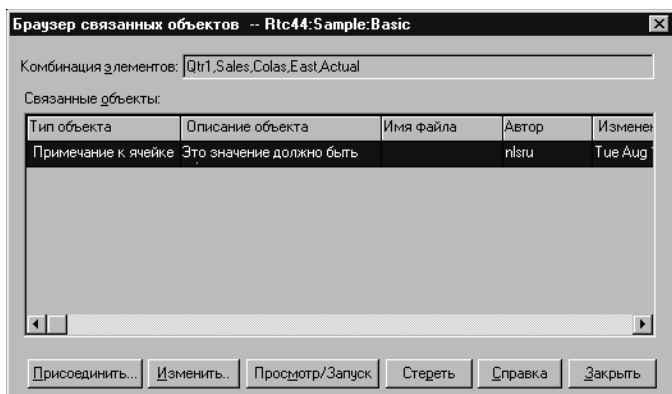 Браузер связанных объектов -- Rtc44:Sample:Basic
Комбинация элементов: Qtr1,Sales,Colas,East,Actual
Связанные объекты:
Тип объекта Описание объекта Имя файла Автор Изменен
Примечание к ячейке Это значение должно быть nlsru Tue Aug
Присоединить... Изменить.. Просмотр/Запуск Стереть Справка Закрыть